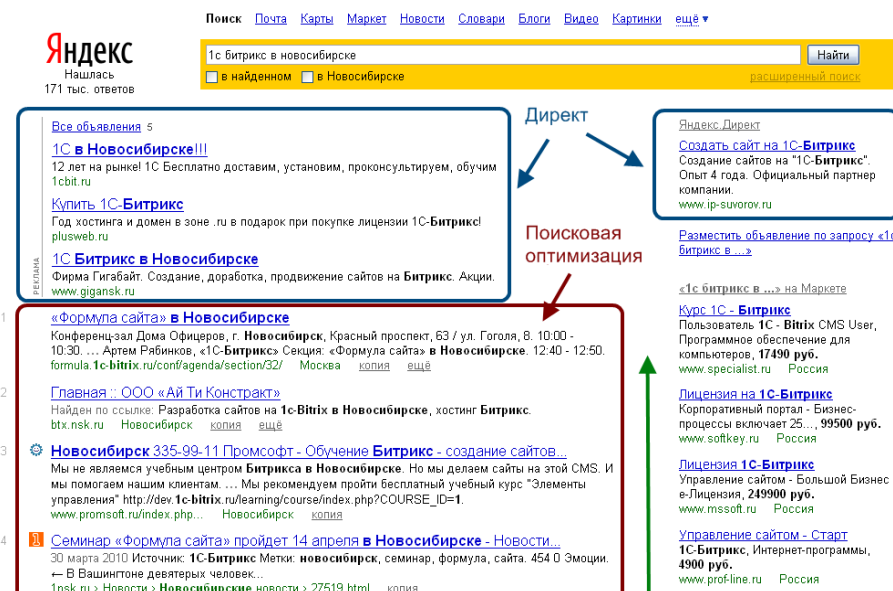 Поиск Почта Карты Маркет Новости Словари Блоги Видео Картинки ещё ▼
Яндекс
Нашлась
171 тыс. ответов
1с битрикс в новосибирске
Найти
в найденном в Новосибирске
расширенный поиск
Директ
Все объявления 5
1С в Новосибирске!!!
12 лет на рынке! 1С Бесплатно доставим, установим, проконсультируем, обучим
1cbit.ru
Купить 1С-Битрикс
Год хостинга и домен в зоне .ru в подарок при покупке лицензии 1С-Битрикс!
plusweb.ru
1С Битрикс в Новосибирске
Фирма Гигабайт. Создание, доработка, продвижение сайтов на Битрикс. Акции.
www.gigansk.ru
РЕКЛАМА
Поисковая
оптимизация
1 «Формула сайта» в Новосибирске
Конференц-зал Дома Офицеров, г. Новосибирск, Красный проспект, 63 / ул. Гоголя, 8. 10:00 -
10:30. ... Артем Рябинков, «1С-Битрикс» Секция: «Формула сайта» в Новосибирске. 12:40 - 12:50.
formula.1c-bitrix.ru/conf/agenda/section/32/ Москва копия ещё
2 Главная :: ООО «Ай Ти Констракт»
Найден по ссылке: Разработка сайтов на 1c-Bitrix в Новосибирске, хостинг Битрикс.
btx.nsk.ru Новосибирск копия ещё
3 Новосибирск 335-99-11 Промсофт - Обучение Битрикс - создание сайтов...
Мы не являемся учебным центром Битрикса в Новосибирске. Но мы делаем сайты на этой CMS. И
мы помогаем нашим клиентам. ... Мы рекомендуем пройти бесплатный учебный курс "Элементы
управления" http://dev.1c-bitrix.ru/learning/course/index.php?COURSE_ID=1.
www.promsoft.ru/index.php... Новосибирск копия
4 1 Семинар «Формула сайта» пройдет 14 апреля в Новосибирске - Новости...
30 марта 2010 Источник: 1С-Битрикс Метки: новосибирск, семинар, формула, сайта. 454 0 Эмоции.
← В Вашингтоне девятерых человек...
1nsk.ru › Новости › Новосибирские новости › 27519.html... копия
Яндекс.Директ
Создать сайт на 1С-Битрикс
Создание сайтов на "1С-Битрикс".
Опыт 4 года. Официальный партнер
компании.
www.ip-suvorov.ru
Разместить объявление по запросу «1с
битрикс в ...»
«1с битрикс в ...» на Маркете
Курс 1С - Битрикс
Пользователь 1С - Bitrix CMS User,
Программное обеспечение для
компьютеров, 17490 руб.
www.specialist.ru Россия
Лицензия на 1С-Битрикс
Корпоративный портал - Бизнес-
процессы включает 25..., 99500 руб.
www.softkey.ru Россия
Лицензия 1С-Битрикс
Управление сайтом - Большой Бизнес
е-Лицензия, 249900 руб.
www.mssoft.ru Россия
Управление сайтом - Старт
1С-Битрикс, Интернет-программы,
4900 руб.
www.prof-line.ru Россия